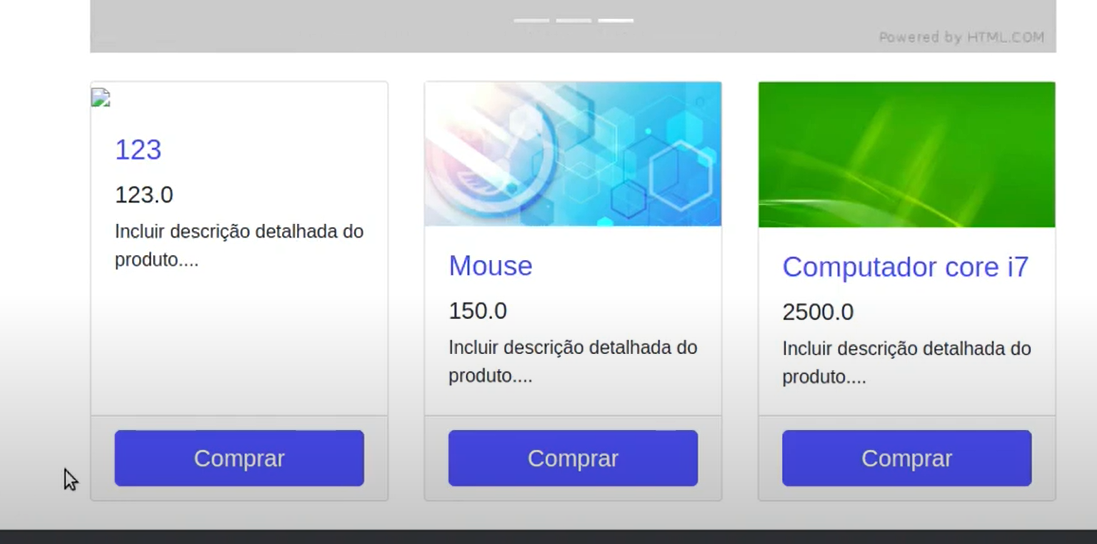 Powered by HTML.COM
123
123.0
Incluir descrição detalhada do
produto....
Comprar
Mouse
150.0
Incluir descrição detalhada do
produto....
Comprar
Computador core i7
2500.0
Incluir descrição detalhada do
produto....
Comprar